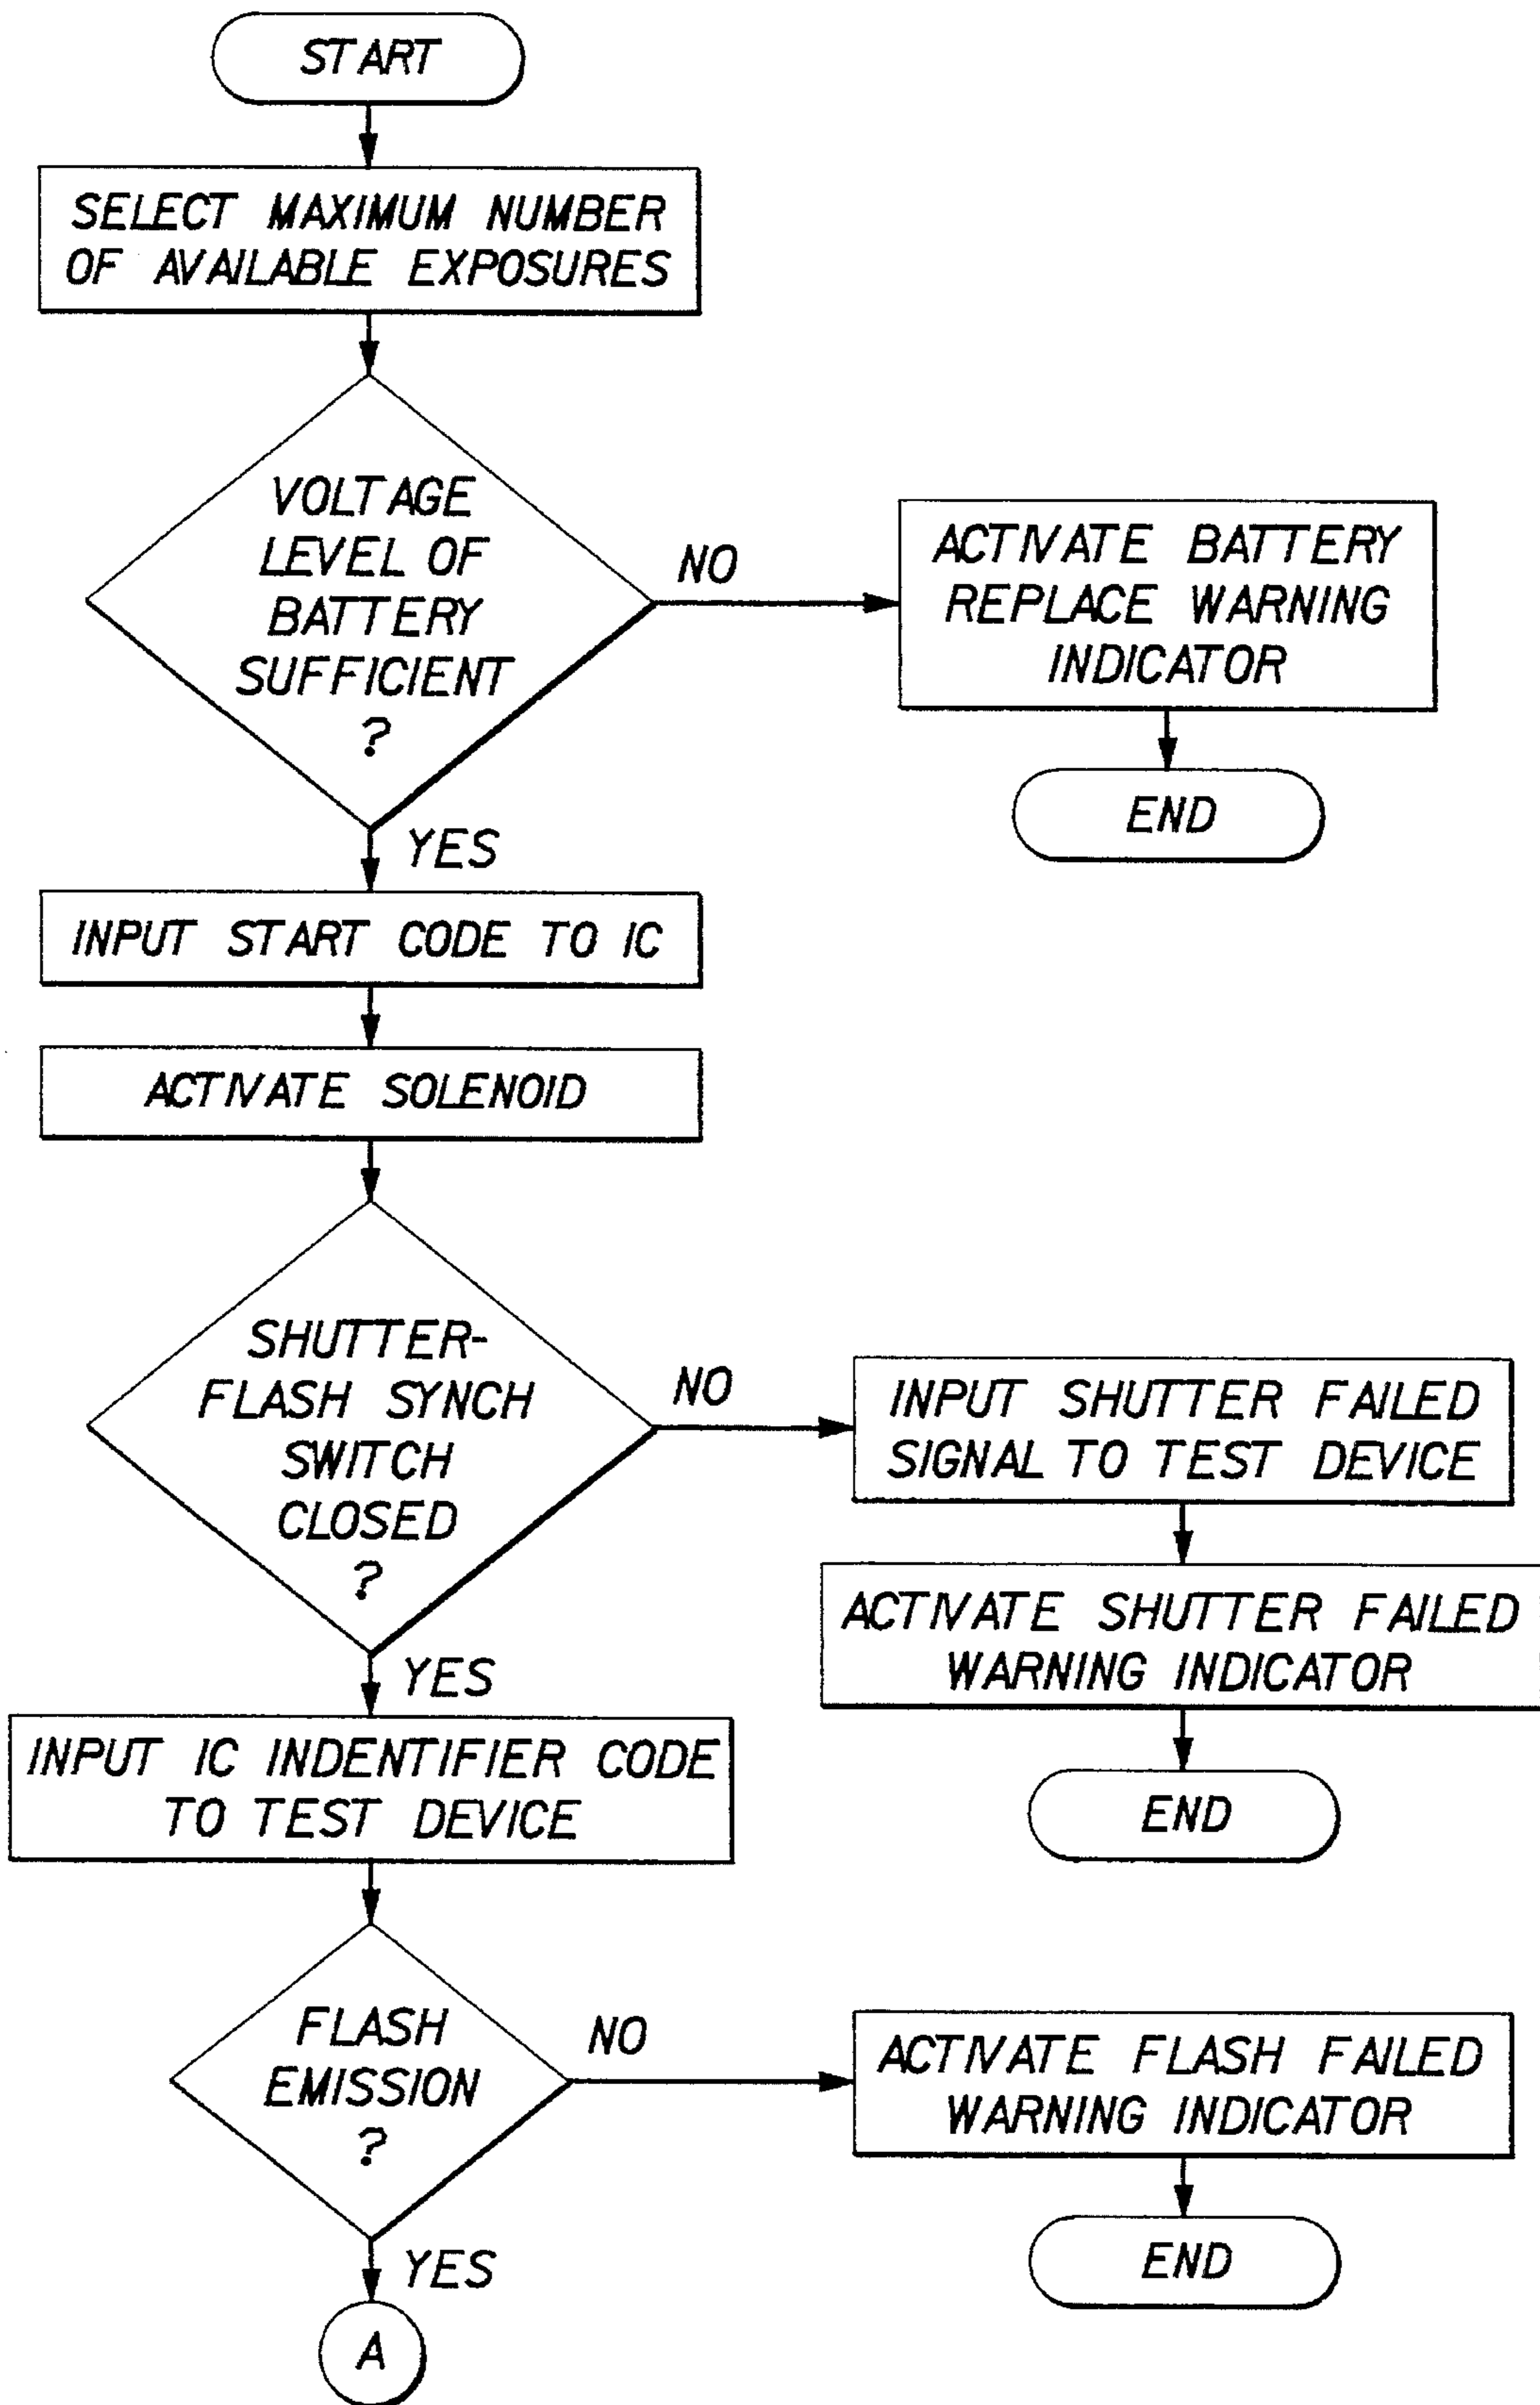 START
SELECT MAXIMUM NUMBER
OF AVAILABLE EXPOSURES
VOLTAGE
LEVEL OF
BATTERY
SUFFICIENT
?
NO
ACTIVATE BATTERY
REPLACE WARNING
INDICATOR
END
YES
INPUT START CODE TO IC
ACTIVATE SOLENOID
SHUTTER-
FLASH SYNCH
SWITCH
CLOSED
?
NO
INPUT SHUTTER FAILED
SIGNAL TO TEST DEVICE
ACTIVATE SHUTTER FAILED
WARNING INDICATOR
END
YES
INPUT IC INDENTIFIER CODE
TO TEST DEVICE
FLASH
EMISSION
?
NO
ACTIVATE FLASH FAILED
WARNING INDICATOR
END
YES
A